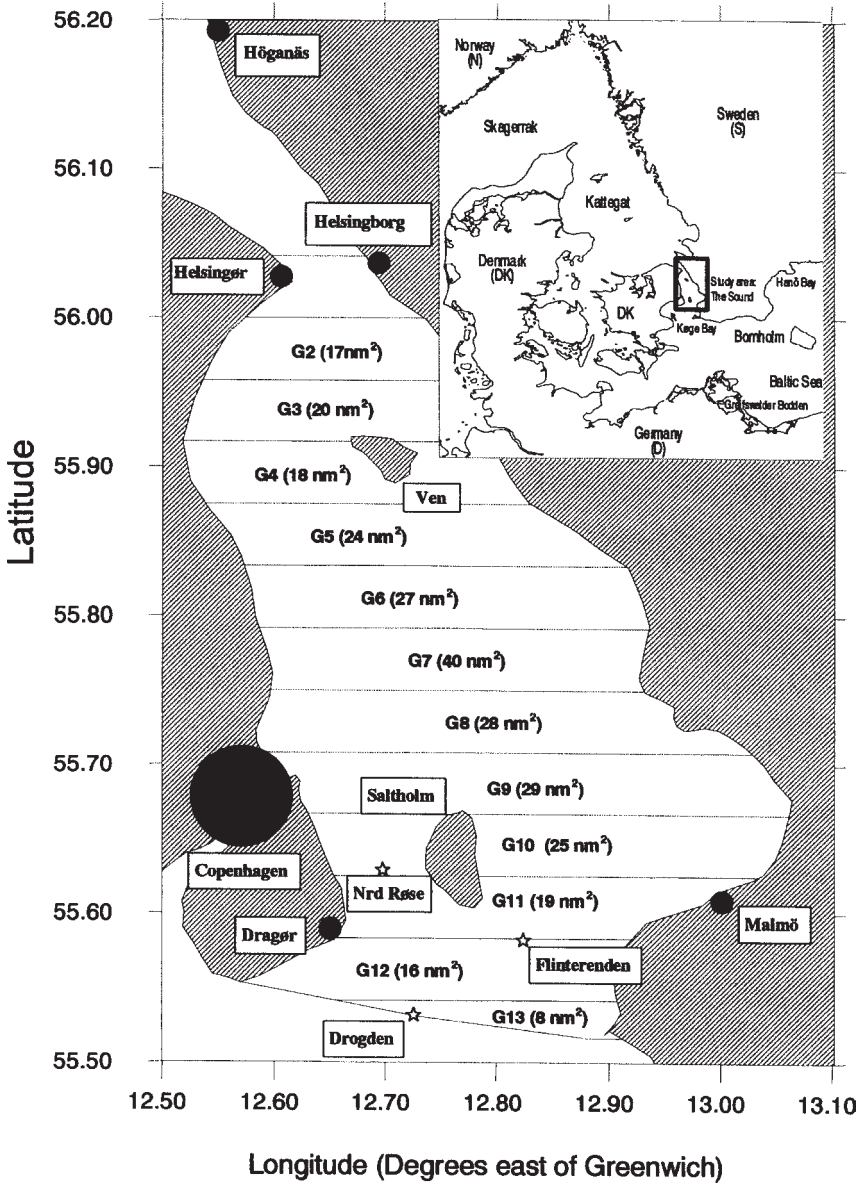 56.20
56.10
56.00
55.90
55.80
55.70
55.60
55.50
Latitude
Höganäs
Helsingborg
Helsingør
G2 (17nm²)
G3 (20 nm²)
G4 (18 nm²)
Ven
G5 (24 nm²)
G6 (27 nm²)
G7 (40 nm²)
G8 (28 nm²)
G9 (29 nm²)
Saltholm
G10 (25 nm²)
Copenhagen
Nrd Røse
G11 (19 nm²)
Malmö
Dragør
Flinterenden
G12 (16 nm²)
G13 (8 nm²)
Drogden
Norway
(N)
Sweden
(S)
Skagerrak
Kattegat
Denmark
(DK)
DK
Study area:
The Sound
Hanö Bay
Køge Bay
Bornholm
Baltic Sea
Greifswalder Bodden
Germany
(D)
12.50
12.60
12.70
12.80
12.90
13.00
13.10
Longitude (Degrees east of Greenwich)